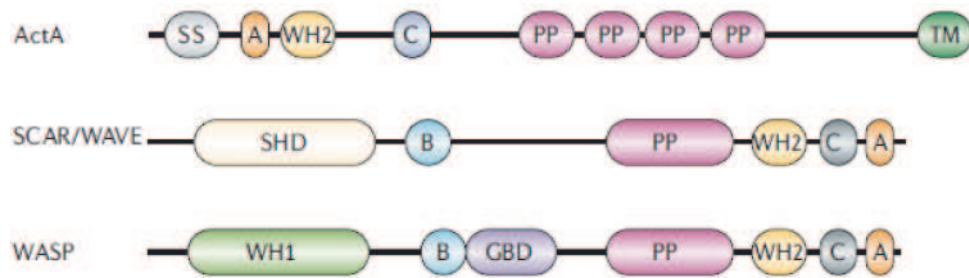 ActA SS A WH2 C PP PP PP PP TM
SCAR/WAVE SHD B PP WH2 C A
WASP WH1 B GBD PP WH2 C A